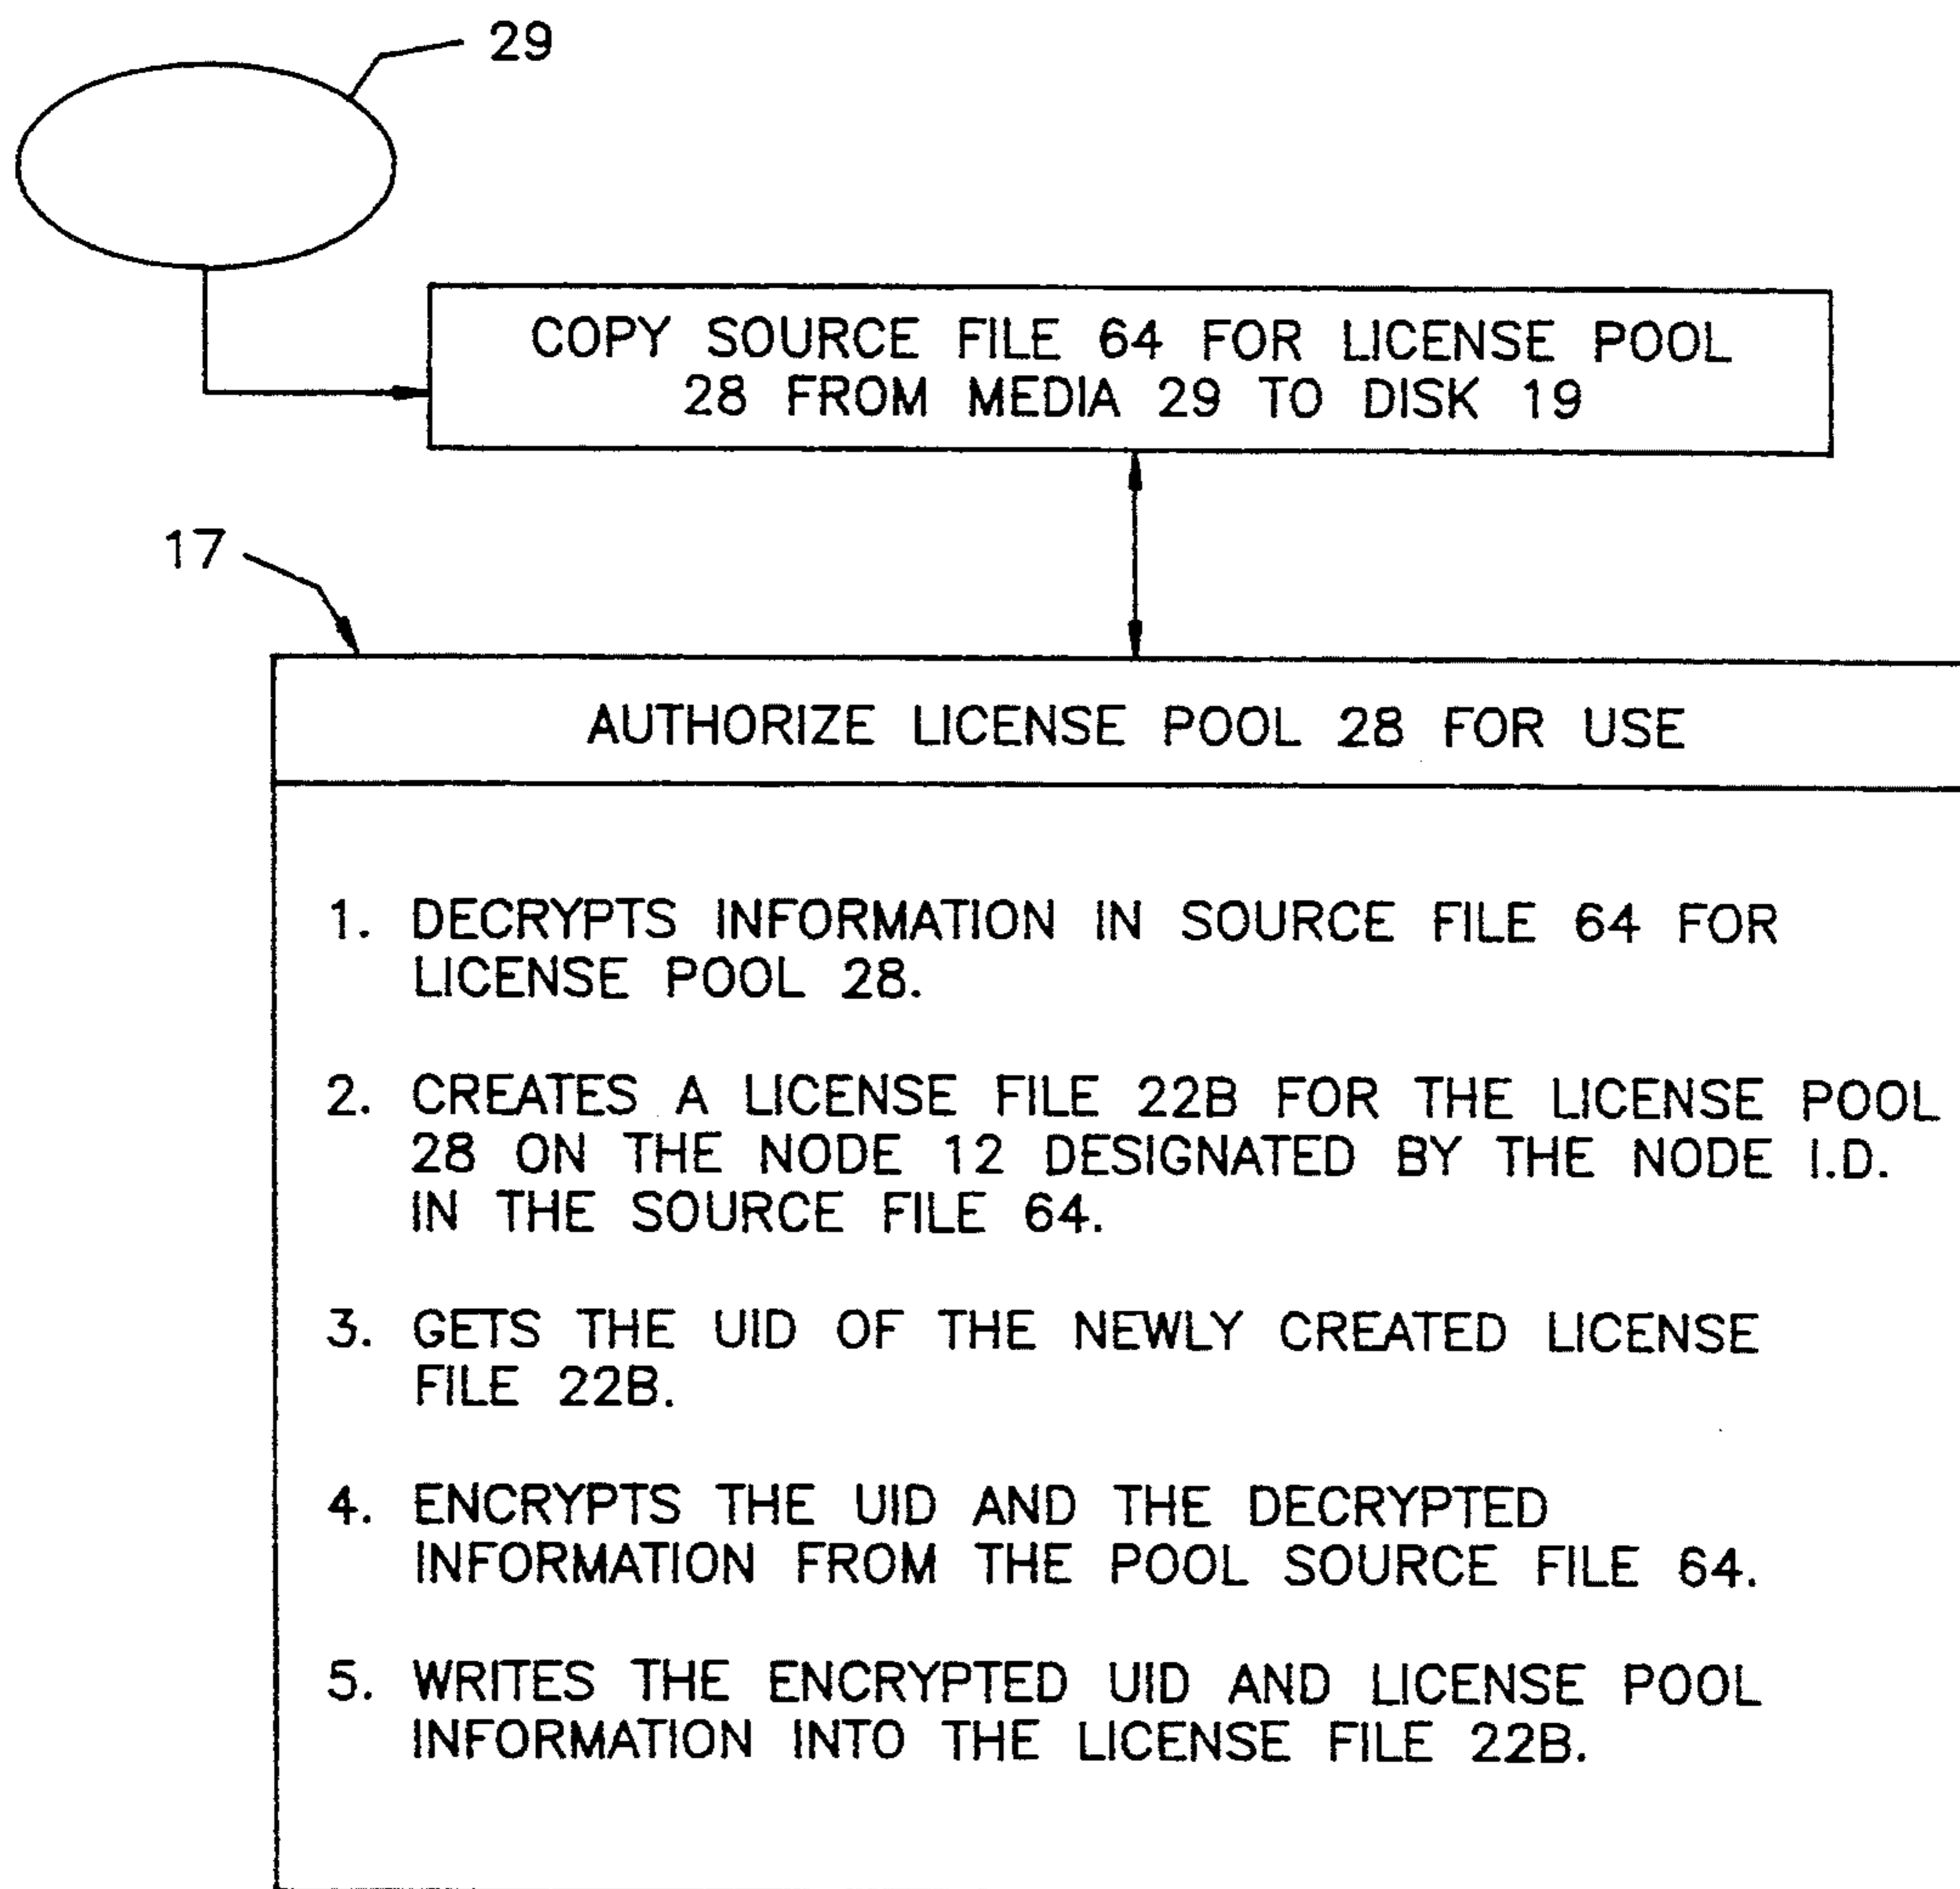 29
COPY SOURCE FILE 64 FOR LICENSE POOL
28 FROM MEDIA 29 TO DISK 19
17
AUTHORIZE LICENSE POOL 28 FOR USE
1. DECRYPTS INFORMATION IN SOURCE FILE 64 FOR
LICENSE POOL 28.
2. CREATES A LICENSE FILE 22B FOR THE LICENSE POOL
28 ON THE NODE 12 DESIGNATED BY THE NODE I.D.
IN THE SOURCE FILE 64.
3. GETS THE UID OF THE NEWLY CREATED LICENSE
FILE 22B.
4. ENCRYPTS THE UID AND THE DECRYPTED
INFORMATION FROM THE POOL SOURCE FILE 64.
5. WRITES THE ENCRYPTED UID AND LICENSE POOL
INFORMATION INTO THE LICENSE FILE 22B.